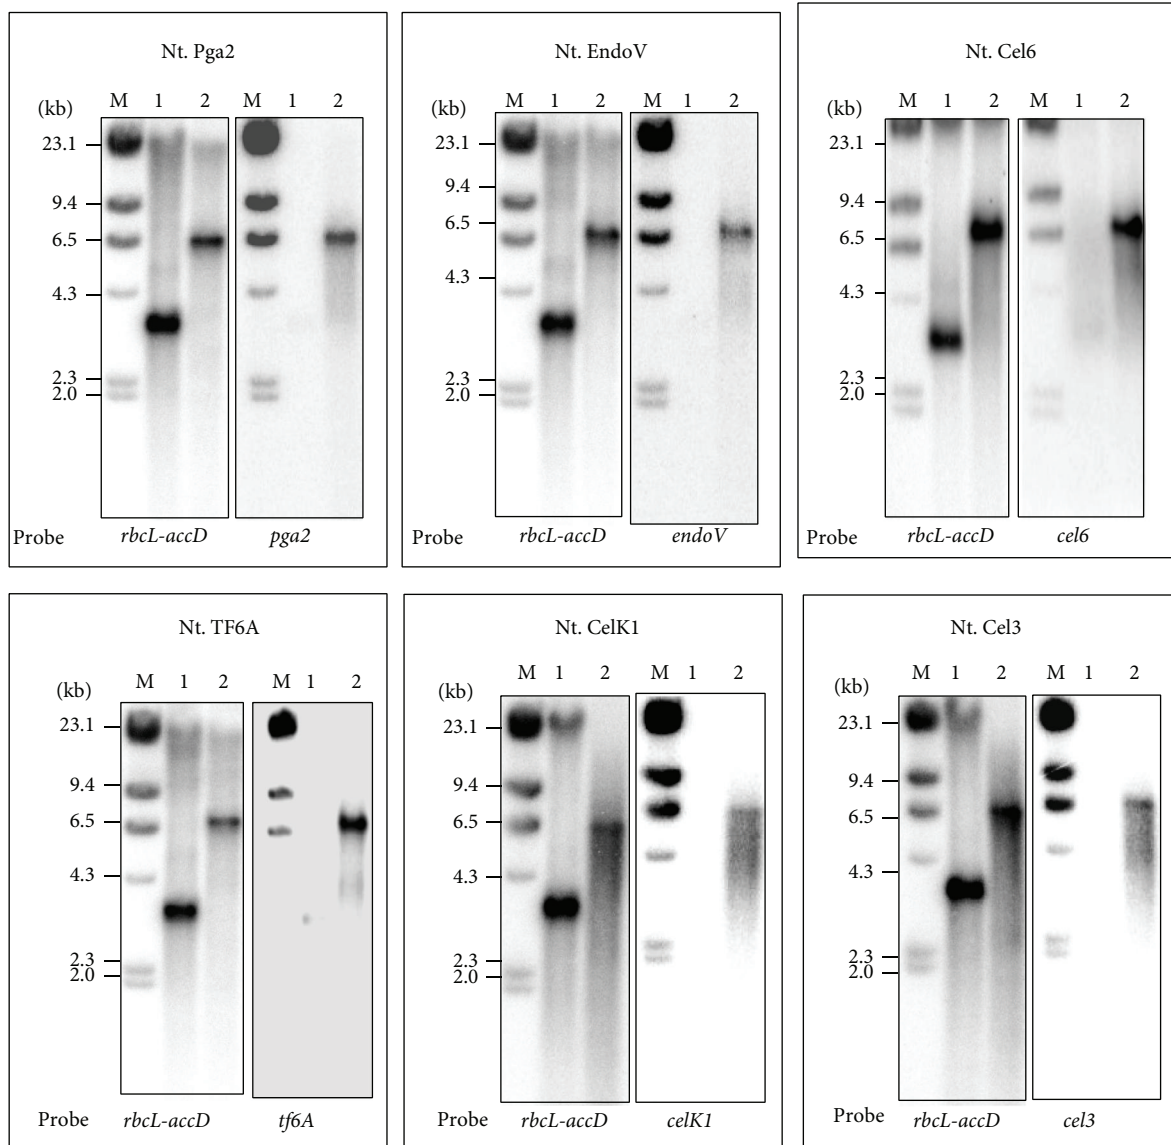 Nt. Pga2
(kb) M 1 2 M 1 2
23.1
9.4
6.5
4.3
2.3
2.0
Probe rbcL-accD pga2
Nt. EndoV
(kb) M 1 2 M 1 2
23.1
9.4
6.5
4.3
2.3
2.0
Probe rbcL-accD endoV
Nt. Cel6
(kb) M 1 2 M 1 2
23.1
9.4
6.5
4.3
2.3
2.0
Probe rbcL-accD cel6
Nt. TF6A
(kb) M 1 2 M 1 2
23.1
9.4
6.5
4.3
2.3
2.0
Probe rbcL-accD tf6A
Nt. CelK1
(kb) M 1 2 M 1 2
23.1
9.4
6.5
4.3
2.3
2.0
Probe rbcL-accD celK1
Nt. Cel3
(kb) M 1 2 M 1 2
23.1
9.4
6.5
4.3
2.3
2.0
Probe rbcL-accD cel3